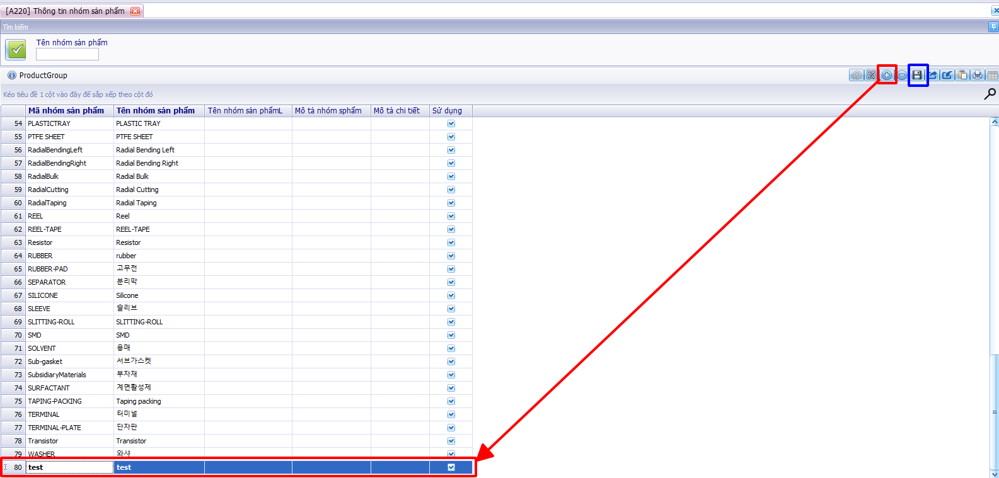 [A220] Thông tin nhóm sản phẩm
Tìm kiếm
Tên nhóm sản phẩm
ProductGroup
Kéo tiêu đề 1 cột vào đây để sắp xếp theo cột đó
Mã nhóm sản phẩm Tên nhóm sản phẩm Tên nhóm sản phẩmL Mô tả nhóm sphẩm Mô tả chi tiết Sử dụng
54 PLASTICTRAY PLASTIC TRAY
55 PTFE SHEET PTFE SHEET
56 RadialBendingLeft Radial Bending Left
57 RadialBendingRight Radial Bending Right
58 RadialBulk Radial Bulk
59 RadialCutting Radial Cutting
60 RadialTaping Radial Taping
61 REEL Reel
62 REEL-TAPE REEL-TAPE
63 Resistor Resistor
64 RUBBER rubber
65 RUBBER-PAD 고무전
66 SEPARATOR 분리막
67 SILICONE Silicone
68 SLEEVE 슬리브
69 SLITTING-ROLL SLITTING-ROLL
70 SMD SMD
71 SOLVENT 용매
72 Sub-gasket 서브가스켓
73 SubsidiaryMaterials 부자재
74 SURFACTANT 계면활성제
75 TAPING-PACKING Taping packing
76 TERMINAL 터미널
77 TERMINAL-PLATE 단자판
78 Transistor Transistor
79 WASHER 와샤
80 test test